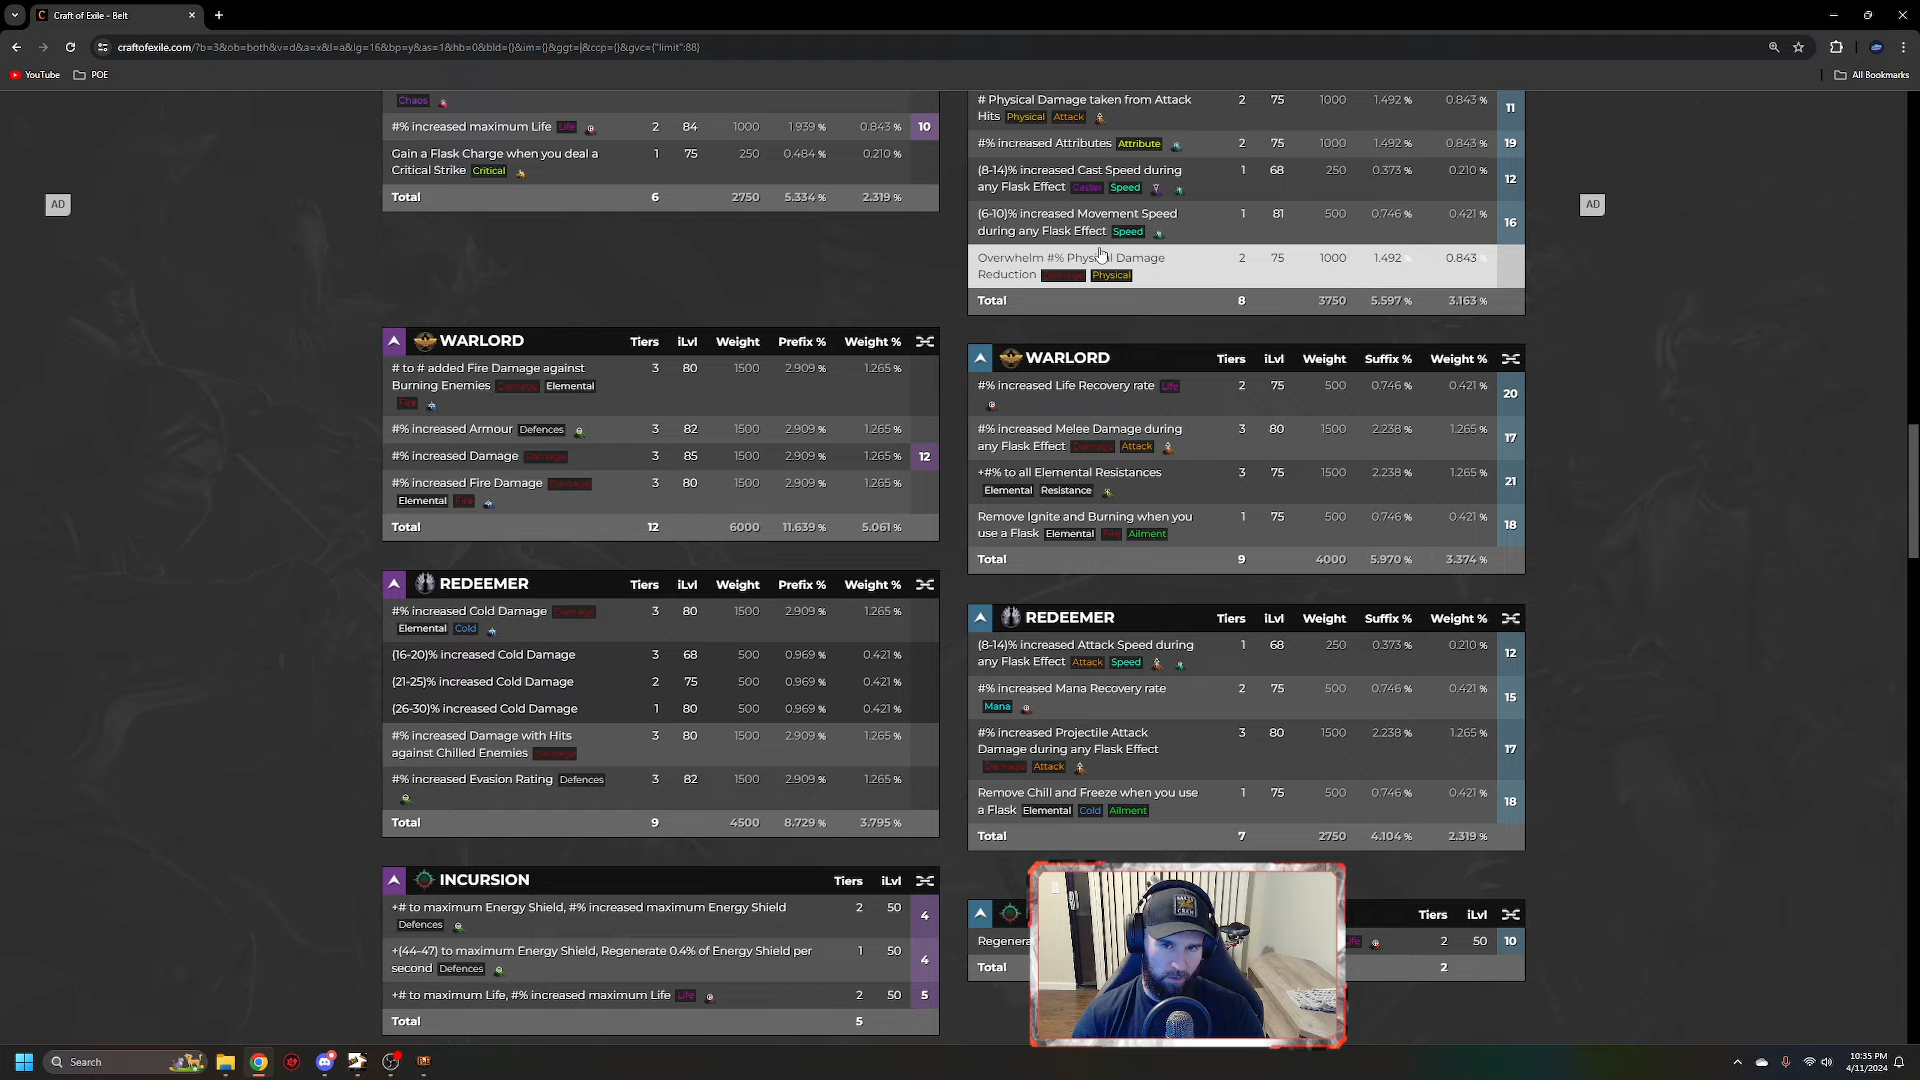 Craft of Exile - Belt
craftofexile.com/?b=3&ob=both&v=d&a=x&l=a&lg=16&bp=y&as=1&hb=0&bld={}&im={}&ggt=|&ccp={}&gvc={"limit":88}
YouTube POE All Bookmarks
AD
AD
Chaos
#% increased maximum Life Life 2 84 1000 1.939 % 0.843 % 10
Gain a Flask Charge when you deal a 1 75 250 0.484 % 0.210 %
Critical Strike Critical
Total 6 2750 5.334 % 2.319 %
# Physical Damage taken from Attack 2 75 1000 1.492 % 0.843 % 11
Hits Physical Attack
#% increased Attributes Attribute 2 75 1000 1.492 % 0.843 % 19
(8-14)% increased Cast Speed during 1 68 250 0.373 % 0.210 % 12
any Flask Effect Caster Speed
(6-10)% increased Movement Speed 1 81 500 0.746 % 0.421 % 16
during any Flask Effect Speed
Overwhelm #% Physical Damage 2 75 1000 1.492 % 0.843 %
Reduction Damage Physical
Total 8 3750 5.597 % 3.163 %
WARLORD Tiers iLvl Weight Prefix % Weight %
# to # added Fire Damage against 3 80 1500 2.909 % 1.265 %
Burning Enemies Damage Elemental
Fire
#% increased Armour Defences 3 82 1500 2.909 % 1.265 %
#% increased Damage Damage 3 85 1500 2.909 % 1.265 % 12
#% increased Fire Damage Damage 3 80 1500 2.909 % 1.265 %
Elemental Fire
Total 12 6000 11.639 % 5.061 %
WARLORD Tiers iLvl Weight Suffix % Weight %
#% increased Life Recovery rate Life 2 75 500 0.746 % 0.421 % 20
#% increased Melee Damage during 3 80 1500 2.238 % 1.265 % 17
any Flask Effect Damage Attack
+#% to all Elemental Resistances 3 75 1500 2.238 % 1.265 % 21
Elemental Resistance
Remove Ignite and Burning when you 1 75 500 0.746 % 0.421 % 18
use a Flask Elemental Fire Ailment
Total 9 4000 5.970 % 3.374 %
REDEEMER Tiers iLvl Weight Prefix % Weight %
#% increased Cold Damage Damage 3 80 1500 2.909 % 1.265 %
Elemental Cold
(16-20)% increased Cold Damage 3 68 500 0.969 % 0.421 %
(21-25)% increased Cold Damage 2 75 500 0.969 % 0.421 %
(26-30)% increased Cold Damage 1 80 500 0.969 % 0.421 %
#% increased Damage with Hits 3 80 1500 2.909 % 1.265 %
against Chilled Enemies Damage
#% increased Evasion Rating Defences 3 82 1500 2.909 % 1.265 %
Total 9 4500 8.729 % 3.795 %
REDEEMER Tiers iLvl Weight Suffix % Weight %
(8-14)% increased Attack Speed during 1 68 250 0.373 % 0.210 % 12
any Flask Effect Attack Speed
#% increased Mana Recovery rate 2 75 500 0.746 % 0.421 % 15
Mana
#% increased Projectile Attack 3 80 1500 2.238 % 1.265 % 17
Damage during any Flask Effect
Damage Attack
Remove Chill and Freeze when you use 1 75 500 0.746 % 0.421 % 18
a Flask Elemental Cold Ailment
Total 7 2750 4.104 % 2.319 %
INCURSION Tiers iLvl
+# to maximum Energy Shield, #% increased maximum Energy Shield 2 50 4
Defences
+(44-47) to maximum Energy Shield, Regenerate 0.4% of Energy Shield per 1 50 4
second Defences
+# to maximum Life, #% increased maximum Life Life 2 50 5
Total 5
Tiers iLvl
Regenera Life 2 50 10
Total 2
Search
10:35 PM
4/11/2024